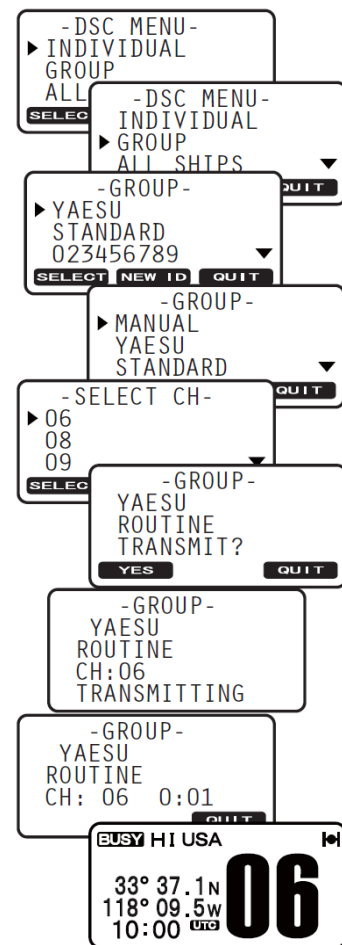 -DSC MENU-
INDIVIDUAL
GROUP
ALL
-DSC MENU-
INDIVIDUAL
GROUP
ALL SHIPS
QUIT
-GROUP-
YAESU
STANDARD
023456789
SELECT NEW ID QUIT
-GROUP-
MANUAL
YAESU
STANDARD
QUIT
-SELECT CH-
06
08
09
-GROUP-
YAESU
ROUTINE
TRANSMIT?
YES QUIT
-GROUP-
YAESU
ROUTINE
CH:06
TRANSMITTING
-GROUP-
YAESU
ROUTINE
CH: 06 0:01
QUIT
BUSY HI USA
33° 37.1N
118° 09.5W
10:00 UTC
06